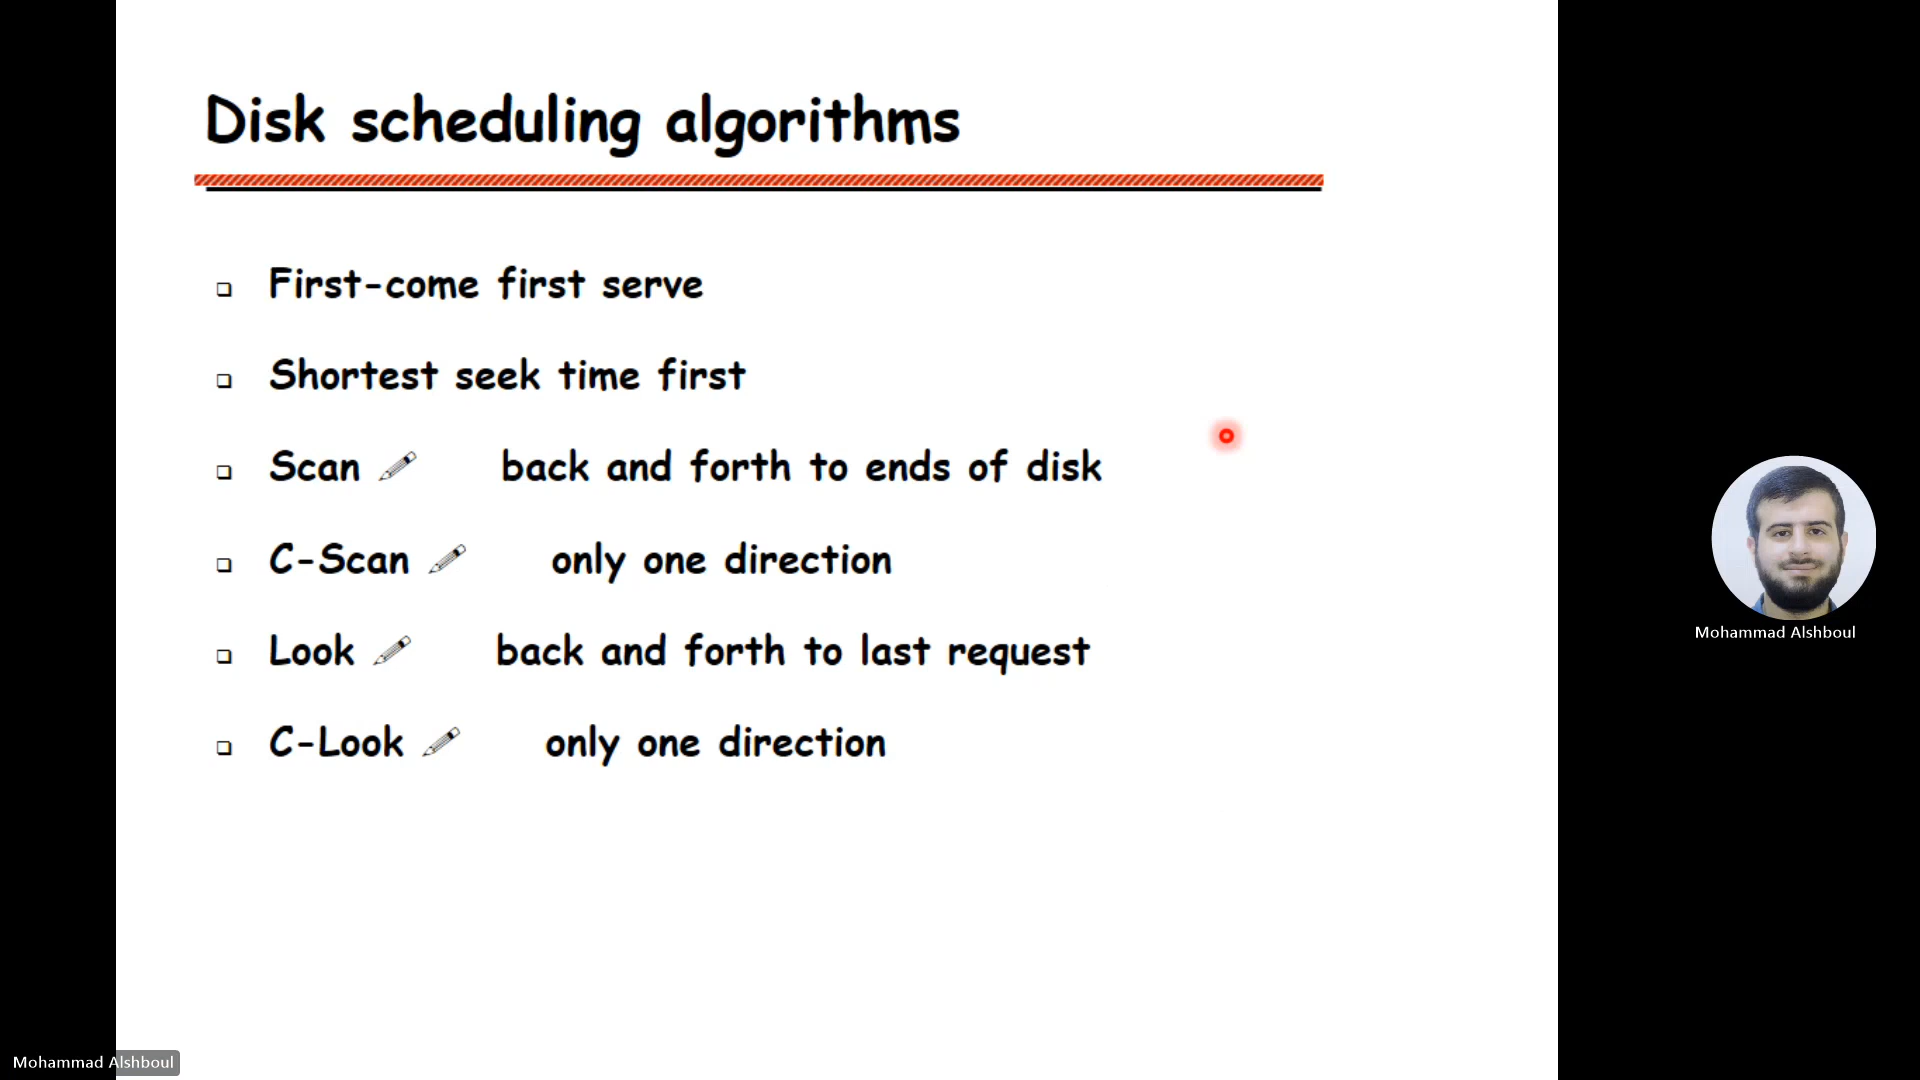 Disk scheduling algorithms
First-come first serve
Shortest seek time first
Scan back and forth to ends of disk
C-Scan only one direction
Look back and forth to last request
C-Look only one direction
Mohammad Alshboul
Mohammad Alshboul